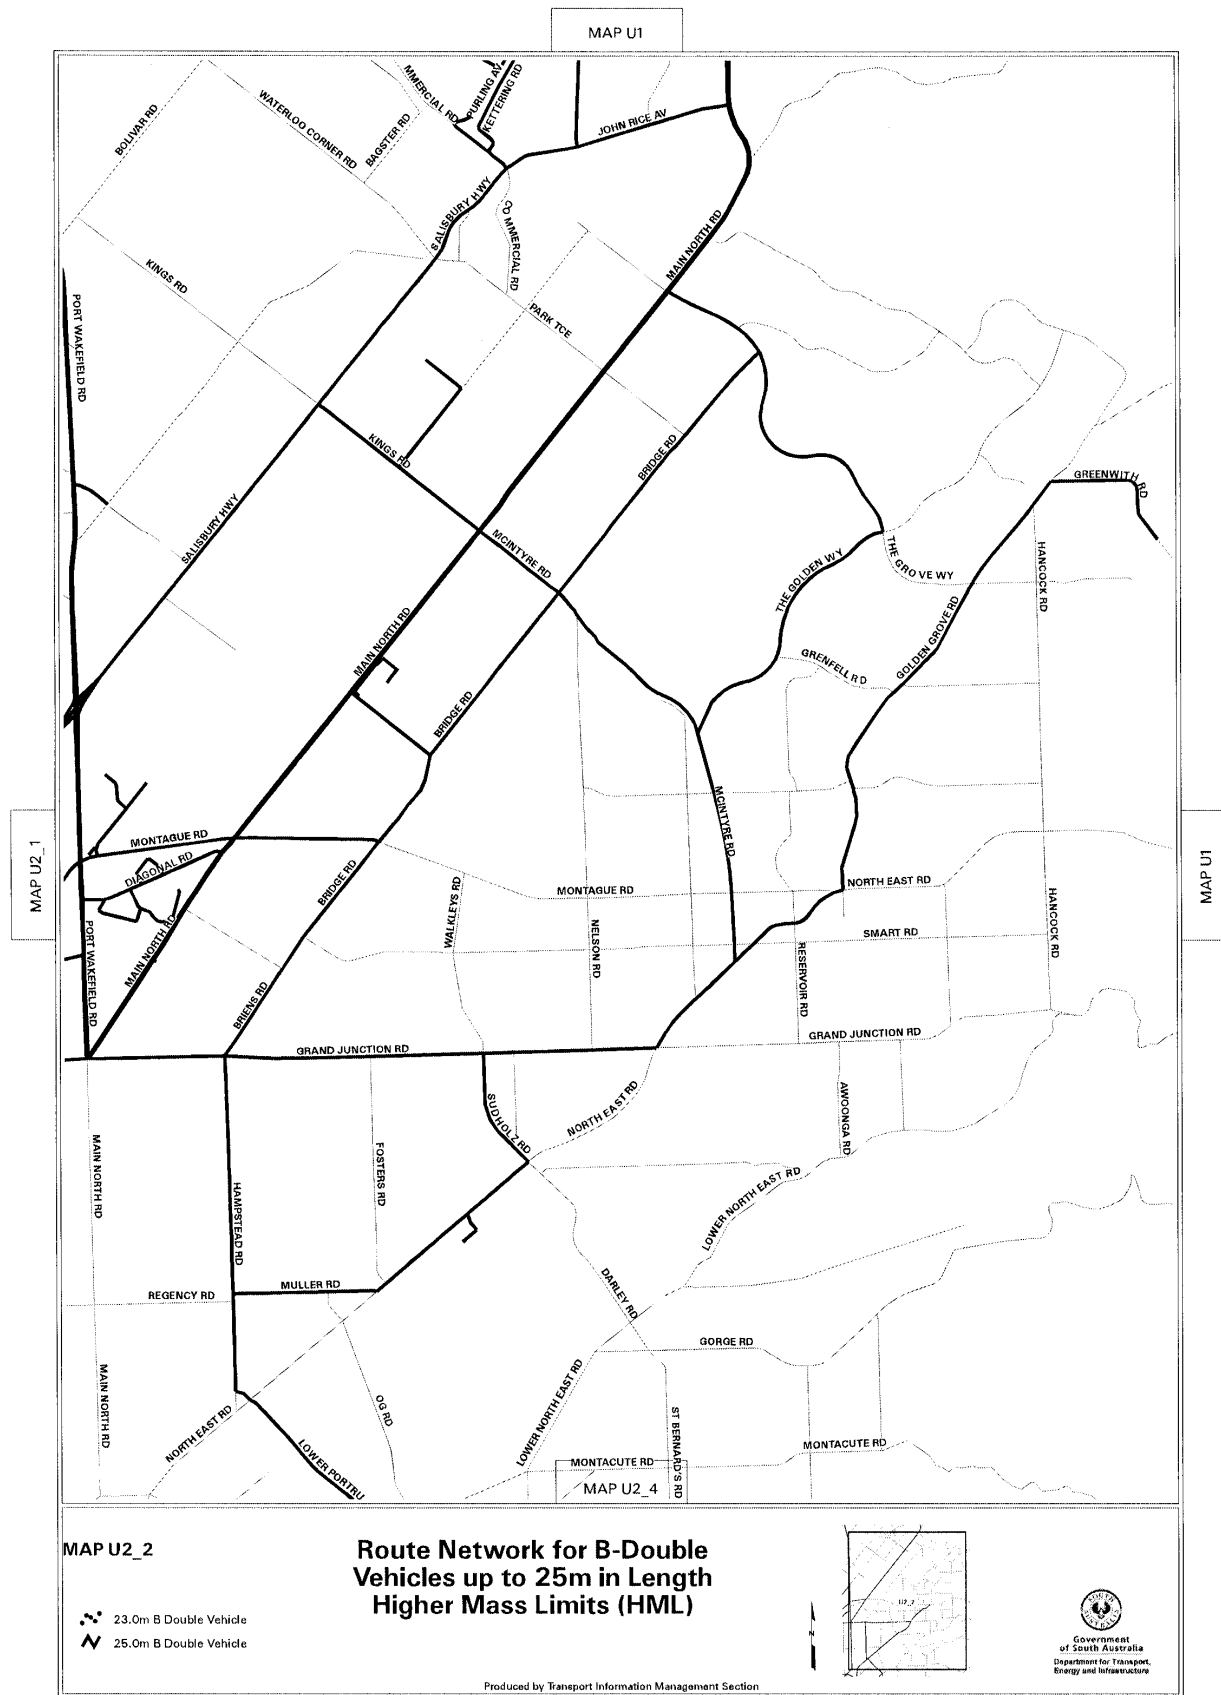 MAP U1
MMERCIAL RD
PURLING AV
KETTERING RD
BOLIVAR RD
WATERLOO CORNER RD
BAGSTER RD
JOHN RICE AV
SALISBURY HWY
COMMERCIAL RD
MAIN NORTH RD
KINGS RD
PORT WAKEFIELD RD
PARK TCE
KINGS RD
BRIDGE RD
GREENWITH RD
SALISBURY HWY
MCINTYRE RD
THE GOLDEN WY
THE GROVE WY
HANCOCK RD
MAIN NORTH RD
GOLDEN GROVE RD
GRENFELL RD
BRIDGE RD
MCINTYRE RD
MONTAGUE RD
DIAGONAL RD
BRIDGE RD
MAP U2_1
MAP U1
WALKLEYS RD
MONTAGUE RD
NORTH EAST RD
HANCOCK RD
NELSON RD
SMART RD
PORT WAKEFIELD RD
MAIN NORTH RD
RESERVOIR RD
BRIENS RD
GRAND JUNCTION RD
GRAND JUNCTION RD
SUDHOLZ RD
NORTH EAST RD
AWOONGA RD
MAIN NORTH RD
FOSTERS RD
HAMPSTEAD RD
LOWER NORTH EAST RD
MULLER RD
REGENCY RD
DARLEY RD
GORGE RD
MAIN NORTH RD
OG RD
NORTH EAST RD
LOWER NORTH EAST RD
ST BERNARD'S RD
LOWER PORTRU
MONTACUTE RD
MONTACUTE RD
MAP U2_4
MAP U2_2
Route Network for B-Double
Vehicles up to 25m in Length
Higher Mass Limits (HML)
23.0m B Double Vehicle
25.0m B Double Vehicle
N
U2_2
SOUTH
AUSTRALIA
Government
of South Australia
Department for Transport,
Energy and Infrastructure
Produced by Transport Information Management Section